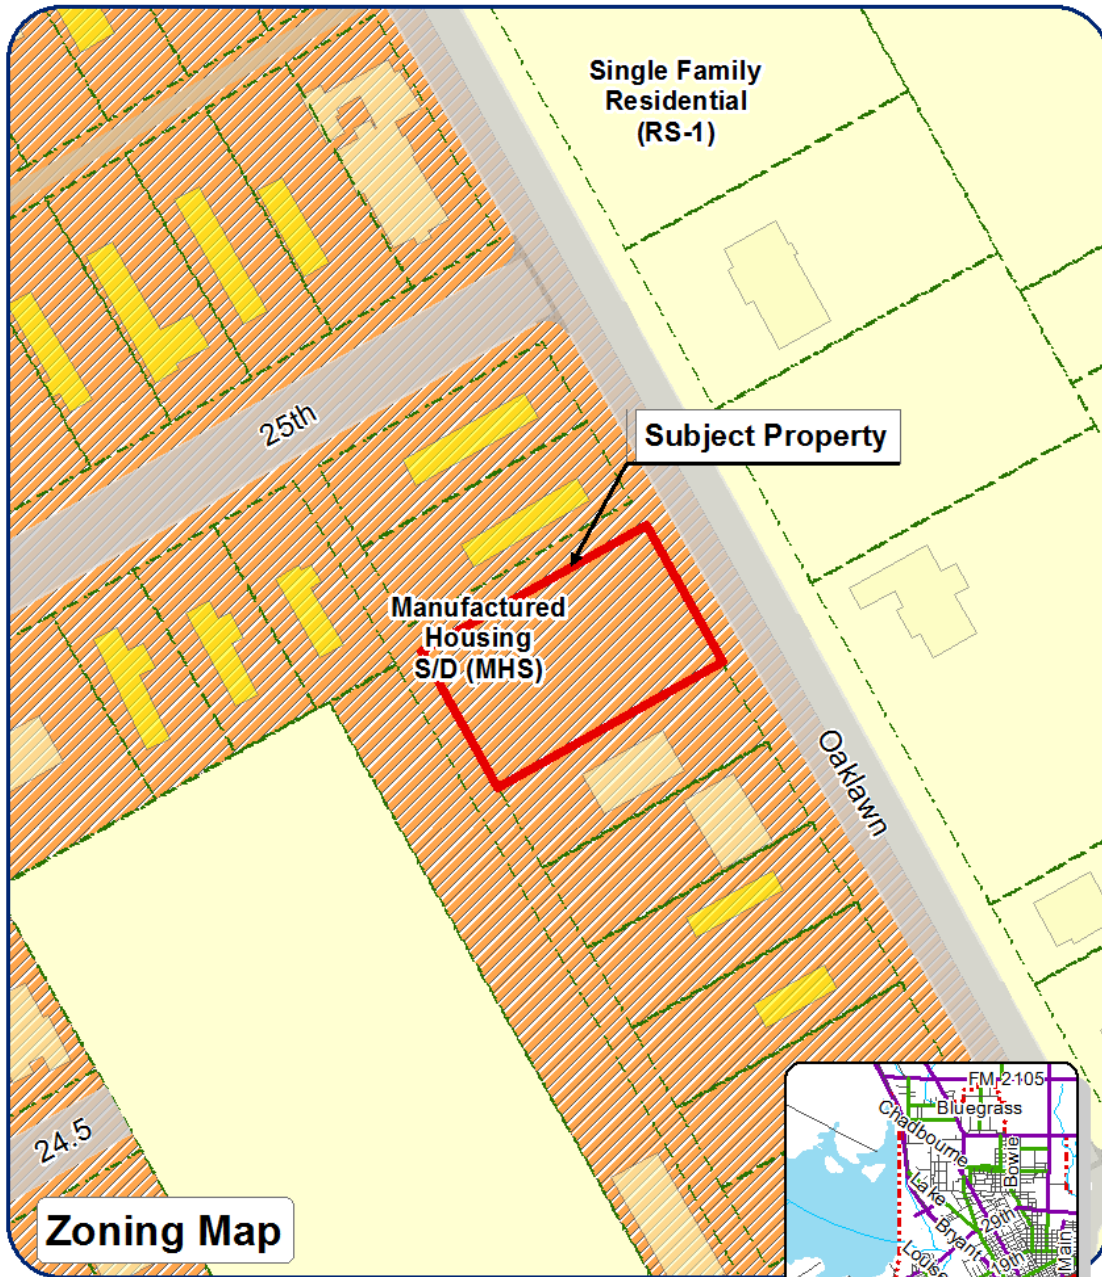 Single Family
Residential
(RS-1)
25th
Subject Property
Manufactured
Housing
S/D (MHS)
Oaklawn
24.5
Zoning Map
FM 2105
Bluegrass
Chadbourne
Bowie
Lake
Bryant
29th
Louise
19th
Main